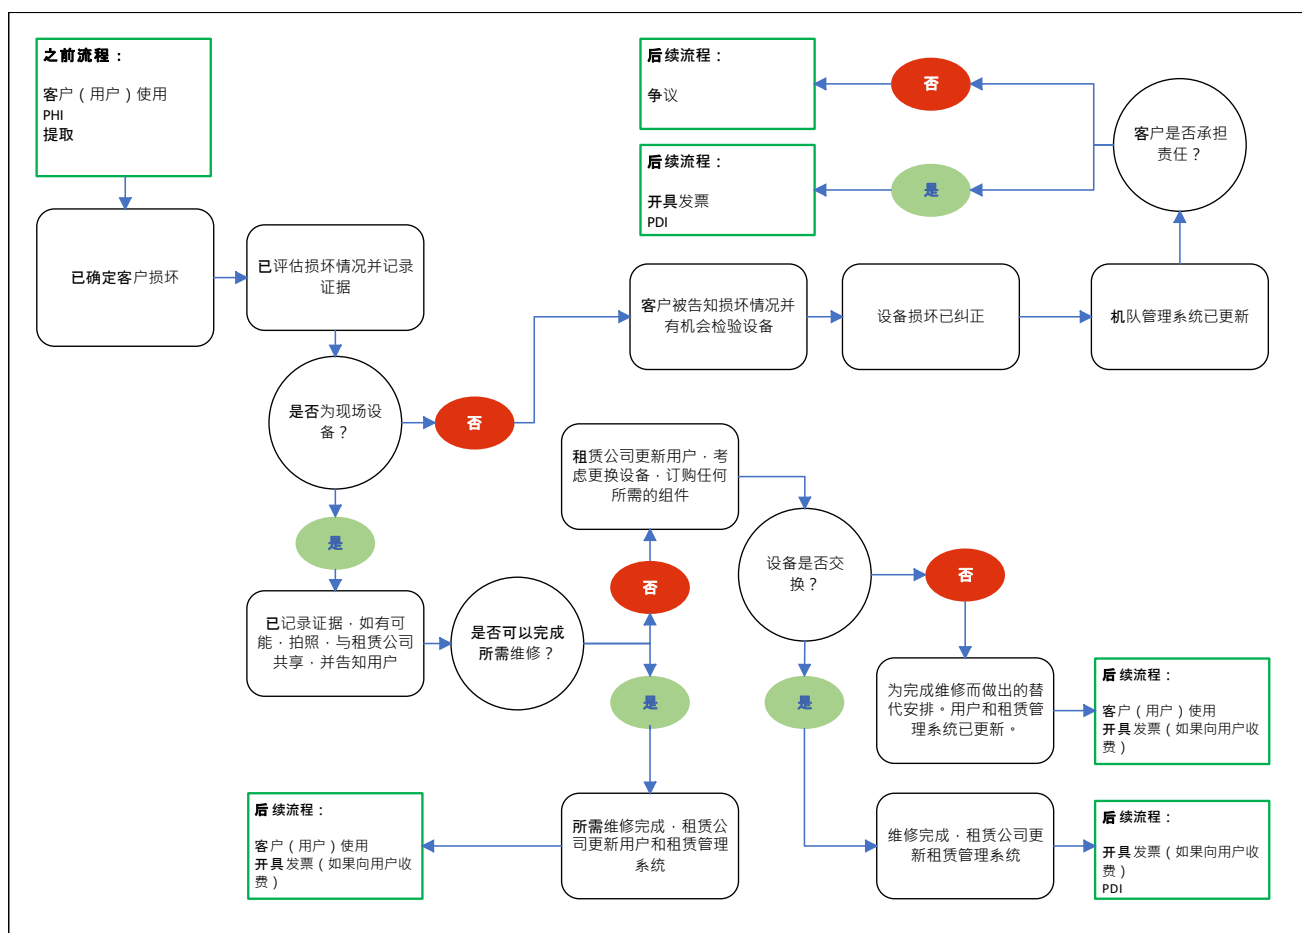 之前流程：
客户（用户）使用
PHI
提取
后续流程：
争议
否
客户是否承担
责任？
后续流程：
开具发票
PDI
是
已确定客户损坏
已评估损坏情况并记录
证据
客户被告知损坏情况并
有机会检验设备
设备损坏已纠正
机队管理系统已更新
是否为现场设
备？
否
租赁公司更新用户，考
虑更换设备，订购任何
所需的组件
是
设备是否交
换？
否
否
已记录证据，如有可
能，拍照，与租赁公司
共享，并告知用户
是否可以完成
所需维修？
是
是
为完成维修而做出的替
代安排。用户和租赁管
理系统已更新。
后续流程：
客户（用户）使用
开具发票（如果向用户收
费）
后续流程：
客户（用户）使用
开具发票（如果向用户收
费）
所需维修完成，租赁公
司更新用户和租赁管理
系统
维修完成，租赁公司更
新租赁管理系统
后续流程：
开具发票（如果向用户收
费）
PDI